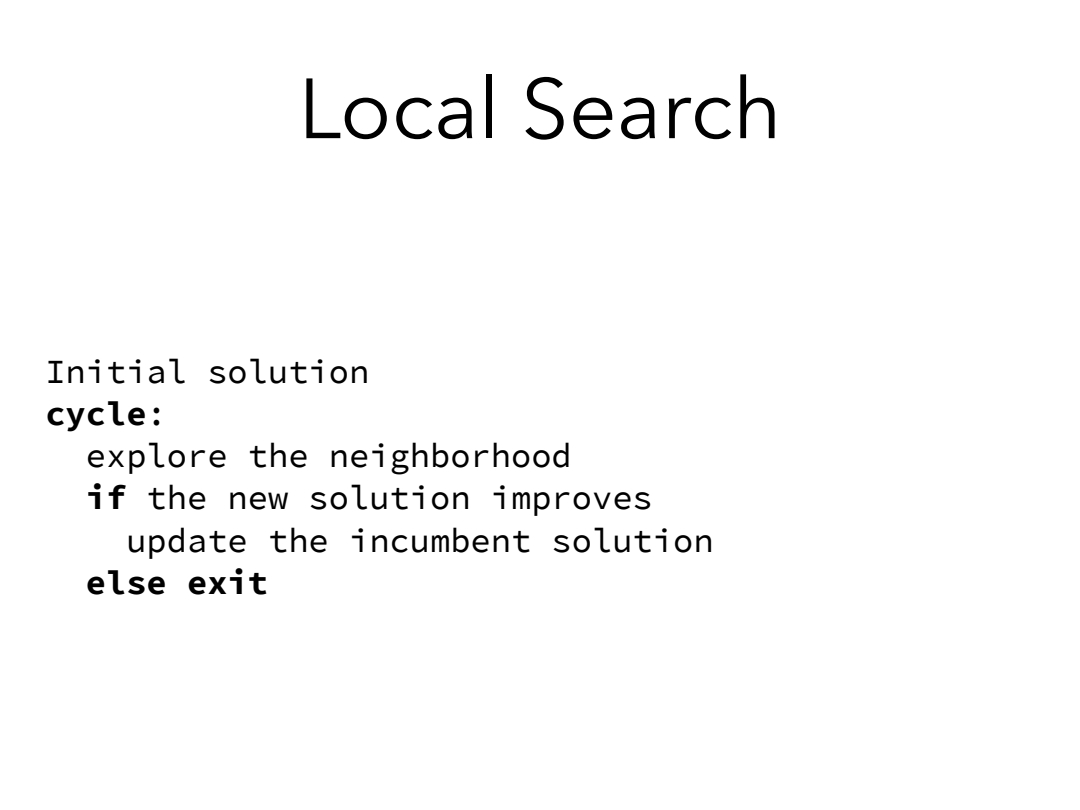 Local Search
Initial solution
cycle:
  explore the neighborhood
  if the new solution improves
    update the incumbent solution
  else exit